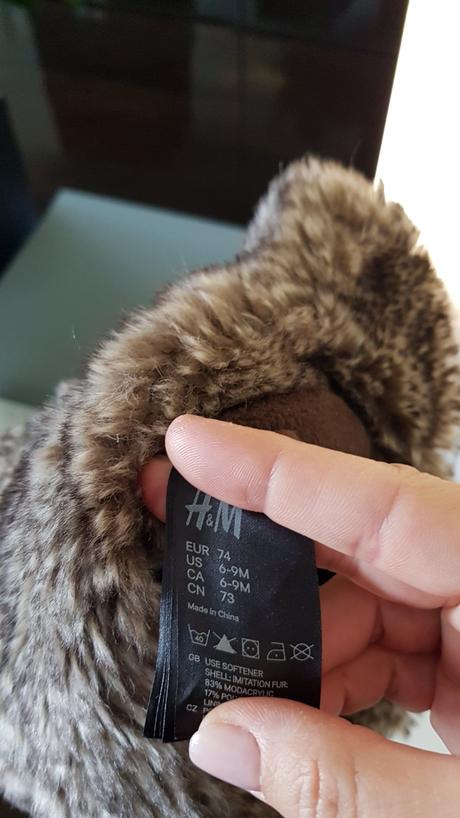 H&M
EUR 74
US 6-9M
CA 6-9M
CN 73
Made in China
40
GB USE SOFTENER
SHELL: IMITATION FUR:
83% MODACRYLIC
17%
CZ